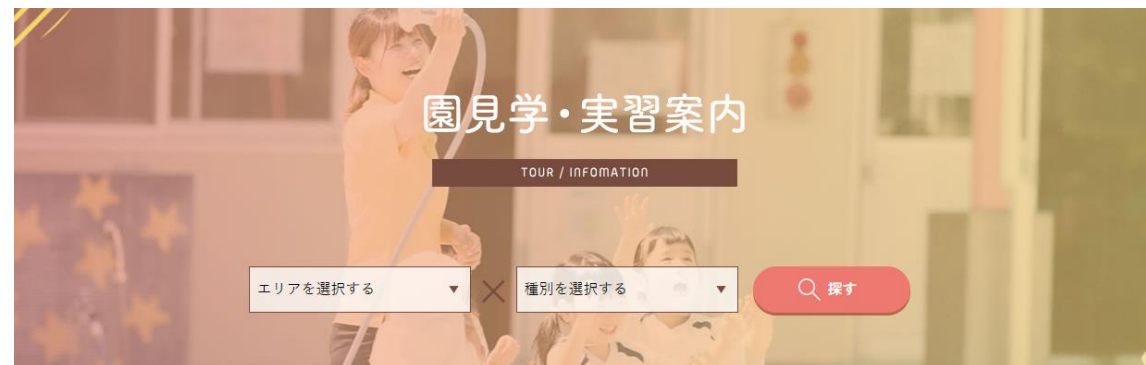 園見学・実習案内
TOUR / INFOMATION
エリアを選択する ▼ × 種別を選択する ▼ 探す